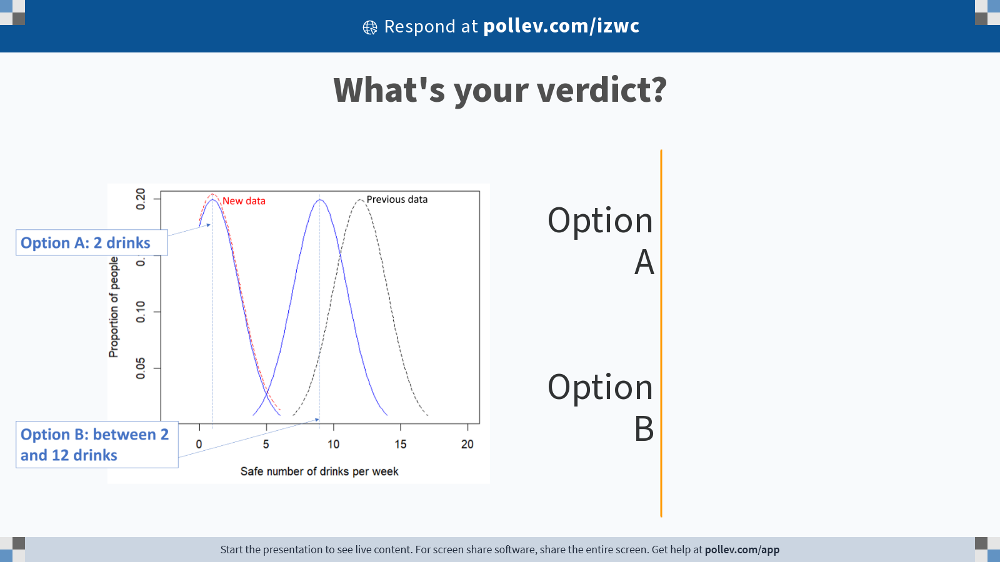 Respond at pollev.com/izwc
What's your verdict?
New data
Previous data
Option A: 2 drinks
Option B: between 2
and 12 drinks
Proportion of people
0.20
0.
0.10
0.05
0
5
10
15
20
Safe number of drinks per week
Option
A
Option
B
Start the presentation to see live content. For screen share software, share the entire screen. Get help at pollev.com/app